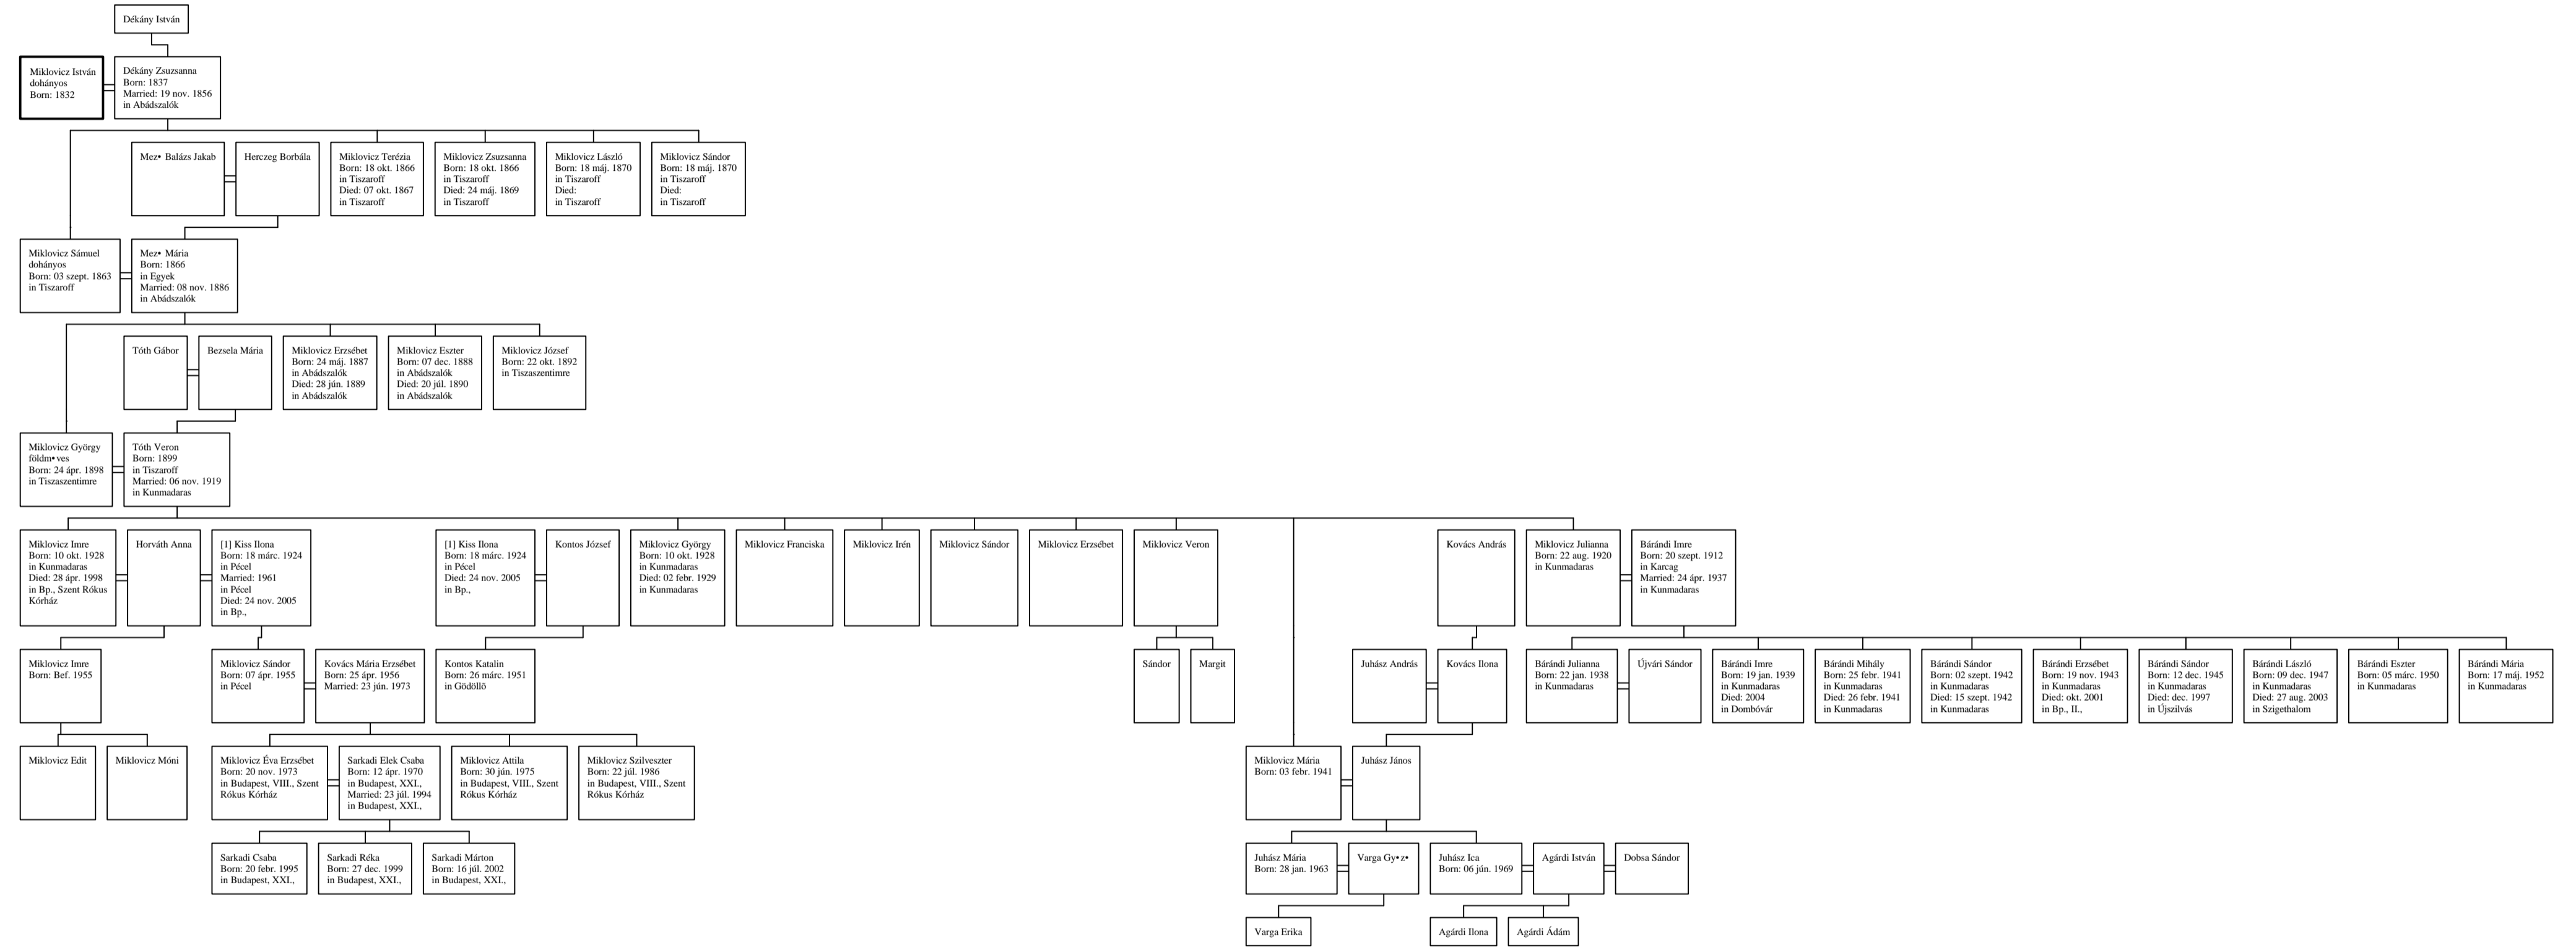 Dékány István
Miklovicz István
dohányos
Born: 1832
Dékány Zsuzsanna
Born: 1837
Married: 19 nov. 1856
in Abádszalók
Mez• Balázs Jakab
Herczeg Borbála
Miklovicz Terézia
Born: 18 okt. 1866
in Tiszaroff
Died: 07 okt. 1867
in Tiszaroff
Miklovicz Zsuzsanna
Born: 18 okt. 1866
in Tiszaroff
Died: 24 máj. 1869
in Tiszaroff
Miklovicz László
Born: 18 máj. 1870
in Tiszaroff
Died:
in Tiszaroff
Miklovicz Sándor
Born: 18 máj. 1870
in Tiszaroff
Died:
in Tiszaroff
Miklovicz Sámuel
dohányos
Born: 03 szept. 1863
in Tiszaroff
Mez• Mária
Born: 1866
in Egyek
Married: 08 nov. 1886
in Abádszalók
Tóth Gábor
Bezsela Mária
Miklovicz Erzsébet
Born: 24 máj. 1887
in Abádszalók
Died: 28 jún. 1889
in Abádszalók
Miklovicz Eszter
Born: 07 dec. 1888
in Abádszalók
Died: 20 júl. 1890
in Abádszalók
Miklovicz József
Born: 22 okt. 1892
in Tiszaszentimre
Miklovicz György
földm•ves
Born: 24 ápr. 1898
in Tiszaszentimre
Tóth Veron
Born: 1899
in Tiszaroff
Married: 06 nov. 1919
in Kunmadaras
Miklovicz Imre
Born: 10 okt. 1928
in Kunmadaras
Died: 28 ápr. 1998
in Bp., Szent Rókus
Kórház
Horváth Anna
[1] Kiss Ilona
Born: 18 márc. 1924
in Pécel
Married: 1961
in Pécel
Died: 24 nov. 2005
in Bp.,
[1] Kiss Ilona
Born: 18 márc. 1924
in Pécel
Died: 24 nov. 2005
in Bp.,
Kontos József
Miklovicz György
Born: 10 okt. 1928
in Kunmadaras
Died: 02 febr. 1929
in Kunmadaras
Miklovicz Franciska
Miklovicz Irén
Miklovicz Sándor
Miklovicz Erzsébet
Miklovicz Veron
Kovács András
Miklovicz Julianna
Born: 22 aug. 1920
in Kunmadaras
Bárándi Imre
Born: 20 szept. 1912
in Karcag
Married: 24 ápr. 1937
in Kunmadaras
Miklovicz Imre
Born: Bef. 1955
Miklovicz Sándor
Born: 07 ápr. 1955
in Pécel
Kovács Mária Erzsébet
Born: 25 ápr. 1956
Married: 23 jún. 1973
Kontos Katalin
Born: 26 márc. 1951
in Gödöllö
Sándor
Margit
Juhász András
Kovács Ilona
Bárándi Julianna
Born: 22 jan. 1938
in Kunmadaras
Újvári Sándor
Bárándi Imre
Born: 19 jan. 1939
in Kunmadaras
Died: 2004
in Dombóvár
Bárándi Mihály
Born: 25 febr. 1941
in Kunmadaras
Died: 26 febr. 1941
in Kunmadaras
Bárándi Sándor
Born: 02 szept. 1942
in Kunmadaras
Died: 15 szept. 1942
in Kunmadaras
Bárándi Erzsébet
Born: 19 nov. 1943
in Kunmadaras
Died: okt. 2001
in Bp., II.,
Bárándi Sándor
Born: 12 dec. 1945
in Kunmadaras
Died: dec. 1997
in Újszilvás
Bárándi László
Born: 09 dec. 1947
in Kunmadaras
Died: 27 aug. 2003
in Szigethalom
Bárándi Eszter
Born: 05 márc. 1950
in Kunmadaras
Bárándi Mária
Born: 17 máj. 1952
in Kunmadaras
Miklovicz Edit
Miklovicz Móni
Miklovicz Éva Erzsébet
Born: 20 nov. 1973
in Budapest, VIII., Szent
Rókus Kórház
Sarkadi Elek Csaba
Born: 12 ápr. 1970
in Budapest, XXI.,
Married: 23 júl. 1994
in Budapest, XXI.,
Miklovicz Attila
Born: 30 jún. 1975
in Budapest, VIII., Szent
Rókus Kórház
Miklovicz Szilveszter
Born: 22 júl. 1986
in Budapest, VIII., Szent
Rókus Kórház
Miklovicz Mária
Born: 03 febr. 1941
Juhász János
Sarkadi Csaba
Born: 20 febr. 1995
in Budapest, XXI.,
Sarkadi Réka
Born: 27 dec. 1999
in Budapest, XXI.,
Sarkadi Márton
Born: 16 júl. 2002
in Budapest, XXI.,
Juhász Mária
Born: 28 jan. 1963
Varga Gy•z•
Juhász Ica
Born: 06 jún. 1969
Agárdi István
Dobsa Sándor
Varga Erika
Agárdi Ilona
Agárdi Ádám